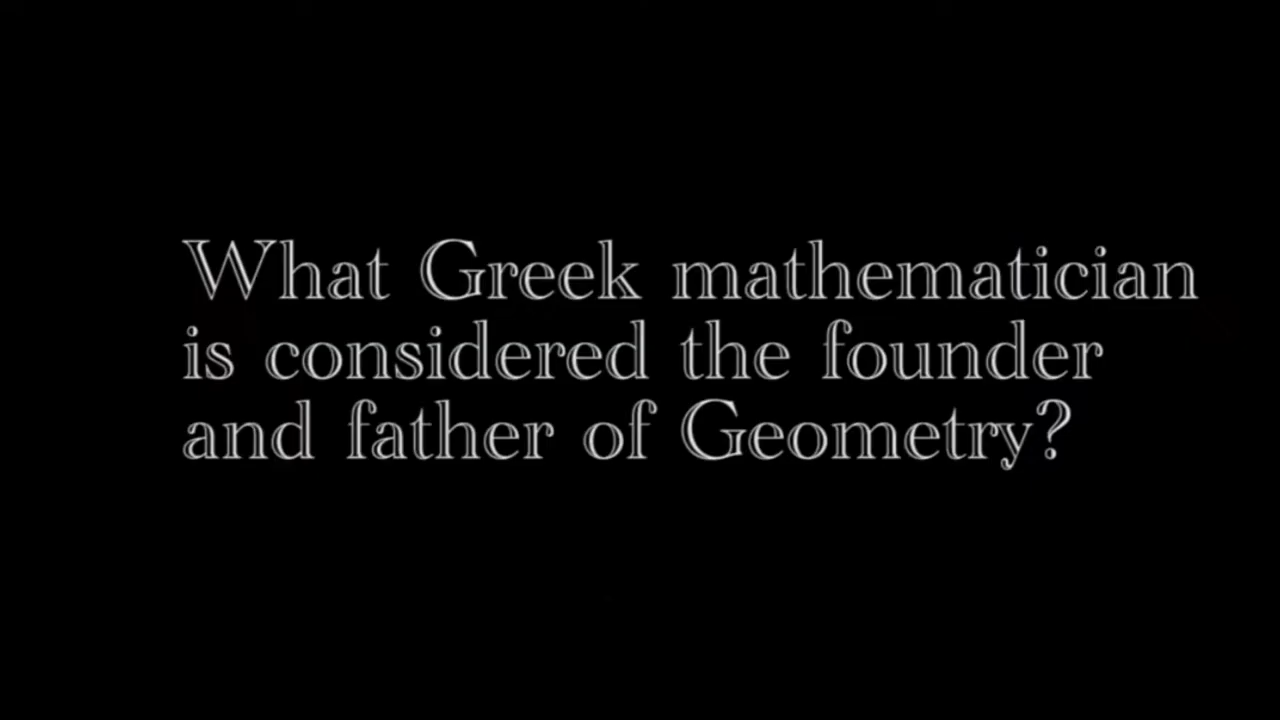 What Greek mathematician
is considered the founder
and father of Geometry?